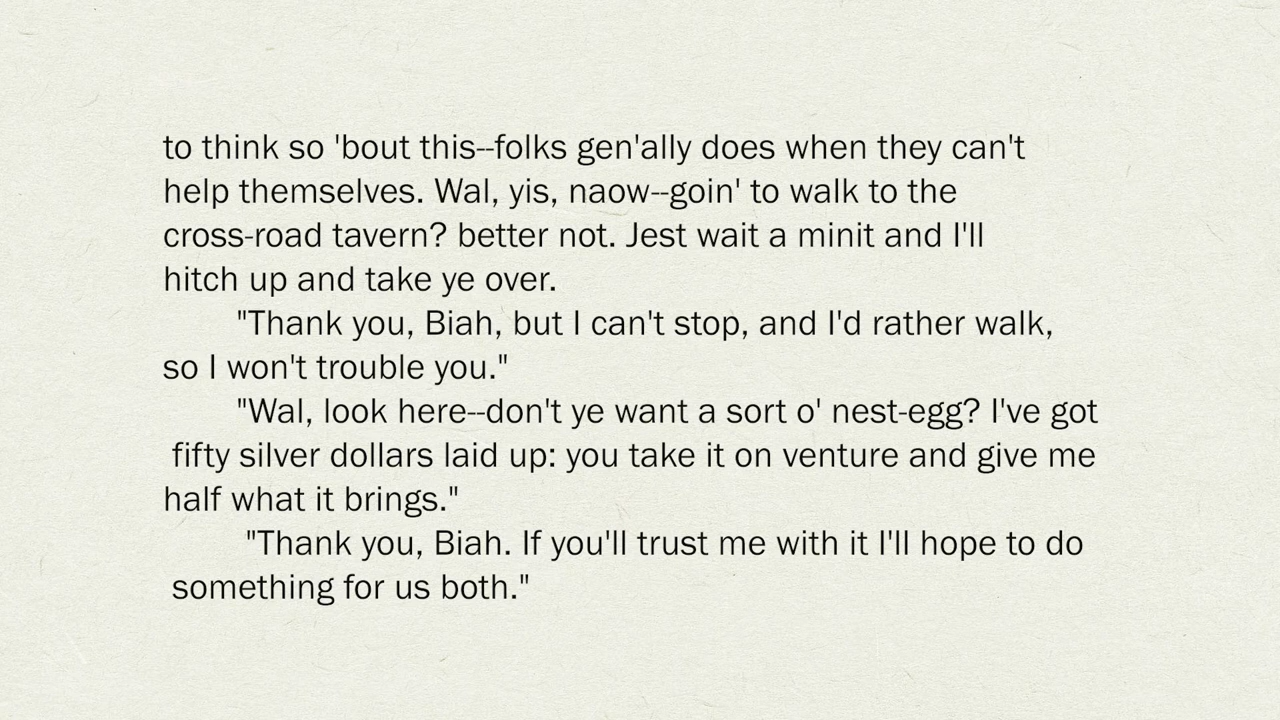 to think so 'bout this--folks gen'ally does when they can't
help themselves. Wal, yis, naow--goin' to walk to the
cross-road tavern? better not. Jest wait a minit and I'll
hitch up and take ye over.
"Thank you, Biah, but I can't stop, and I'd rather walk,
so I won't trouble you."
"Wal, look here--don't ye want a sort o' nest-egg? I've got
fifty silver dollars laid up: you take it on venture and give me
half what it brings."
"Thank you, Biah. If you'll trust me with it I'll hope to do
something for us both."